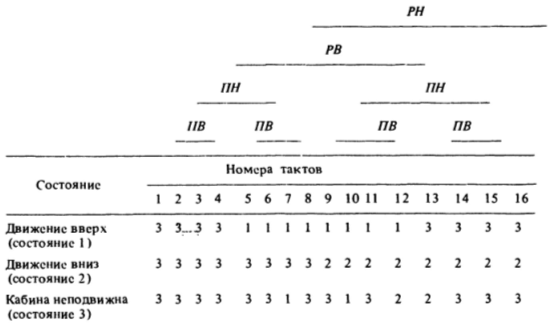 РН
РВ
ПН ПН
ПВ ПВ ПВ ПВ
Состояние
Номера тактов
1 2 3 4 5 6 7 8 9 10 11 12 13 14 15 16
Движение вверх 3 3...3 3 1 1 1 1 1 1 1 1 3 3 3 3
(состояние 1)
Движение вниз 3 3 3 3 3 3 3 3 2 2 2 2 2 2 2 2
(состояние 2)
Кабина неподвижна 3 3 3 3 3 3 1 3 3 1 3 2 2 3 3 3
(состояние 3)